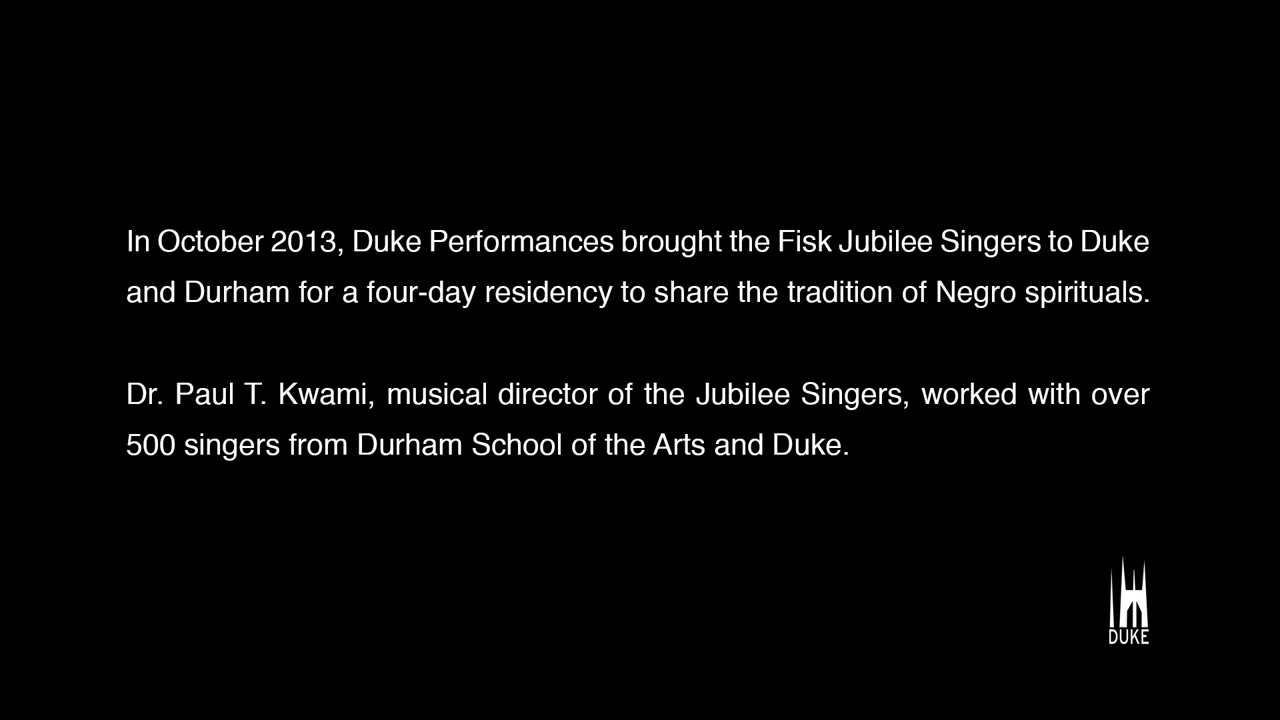 In October 2013, Duke Performances brought the Fisk Jubilee Singers to Duke
and Durham for a four-day residency to share the tradition of Negro spirituals.
Dr. Paul T. Kwami, musical director of the Jubilee Singers, worked with over
500 singers from Durham School of the Arts and Duke.
DUKE